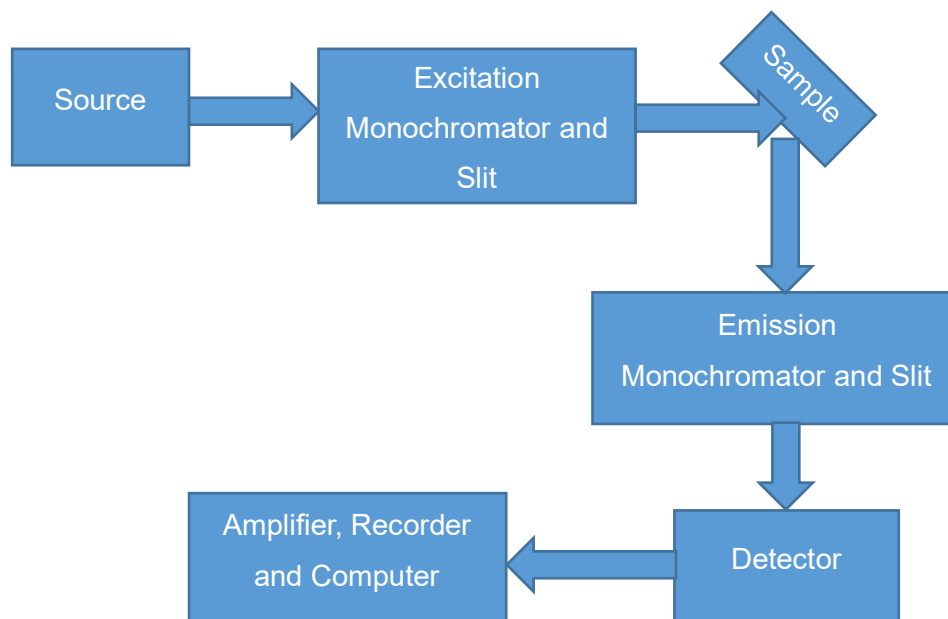 Source
Excitation
Monochromator and
Slit
Sample
Emission
Monochromator and Slit
Detector
Amplifier, Recorder
and Computer